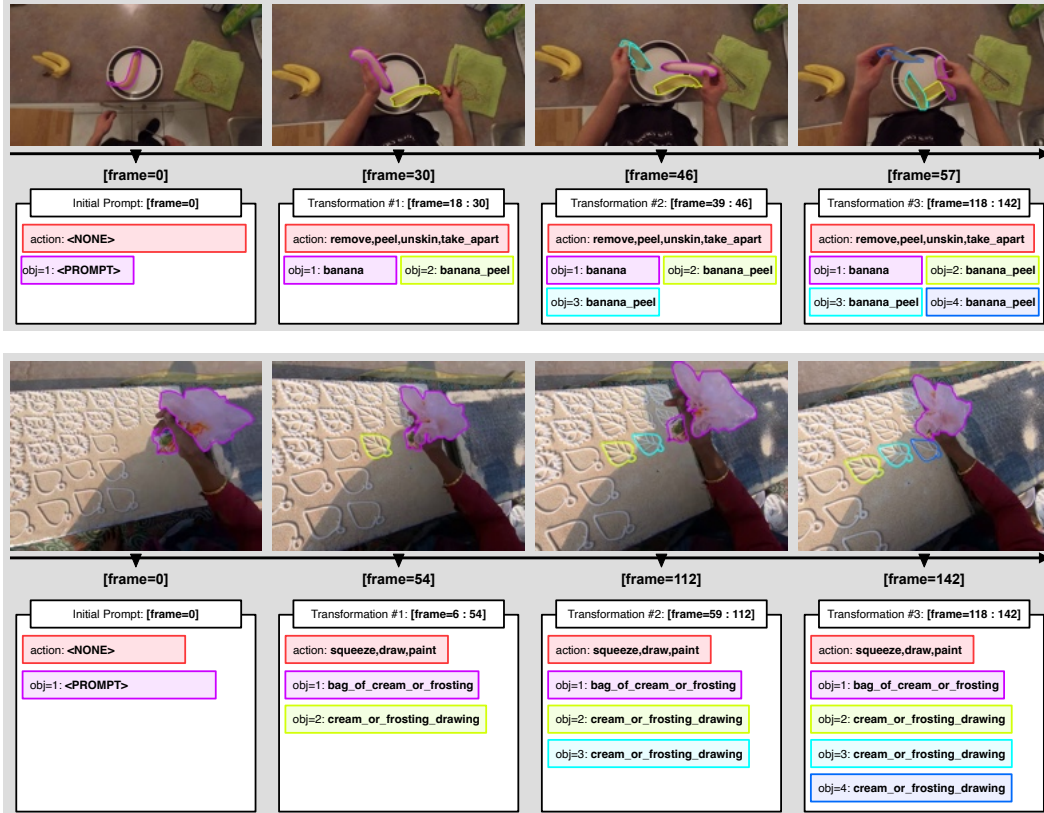 [frame=0]
[frame=30]
[frame=46]
[frame=57]
Initial Prompt: [frame=0]
action: <NONE>
obj=1: <PROMPT>
Transformation #1: [frame=18 : 30]
action: remove,peel,unskin,take_apart
obj=1: banana
obj=2: banana_peel
Transformation #2: [frame=39 : 46]
action: remove,peel,unskin,take_apart
obj=1: banana
obj=2: banana_peel
obj=3: banana_peel
Transformation #3: [frame=118 : 142]
action: remove,peel,unskin,take_apart
obj=1: banana
obj=2: banana_peel
obj=3: banana_peel
obj=4: banana_peel
[frame=0]
[frame=54]
[frame=112]
[frame=142]
Initial Prompt: [frame=0]
action: <NONE>
obj=1: <PROMPT>
Transformation #1: [frame=6 : 54]
action: squeeze,draw,paint
obj=1: bag_of_cream_or_frosting
obj=2: cream_or_frosting_drawing
Transformation #2: [frame=59 : 112]
action: squeeze,draw,paint
obj=1: bag_of_cream_or_frosting
obj=2: cream_or_frosting_drawing
obj=3: cream_or_frosting_drawing
Transformation #3: [frame=118 : 142]
action: squeeze,draw,paint
obj=1: bag_of_cream_or_frosting
obj=2: cream_or_frosting_drawing
obj=3: cream_or_frosting_drawing
obj=4: cream_or_frosting_drawing